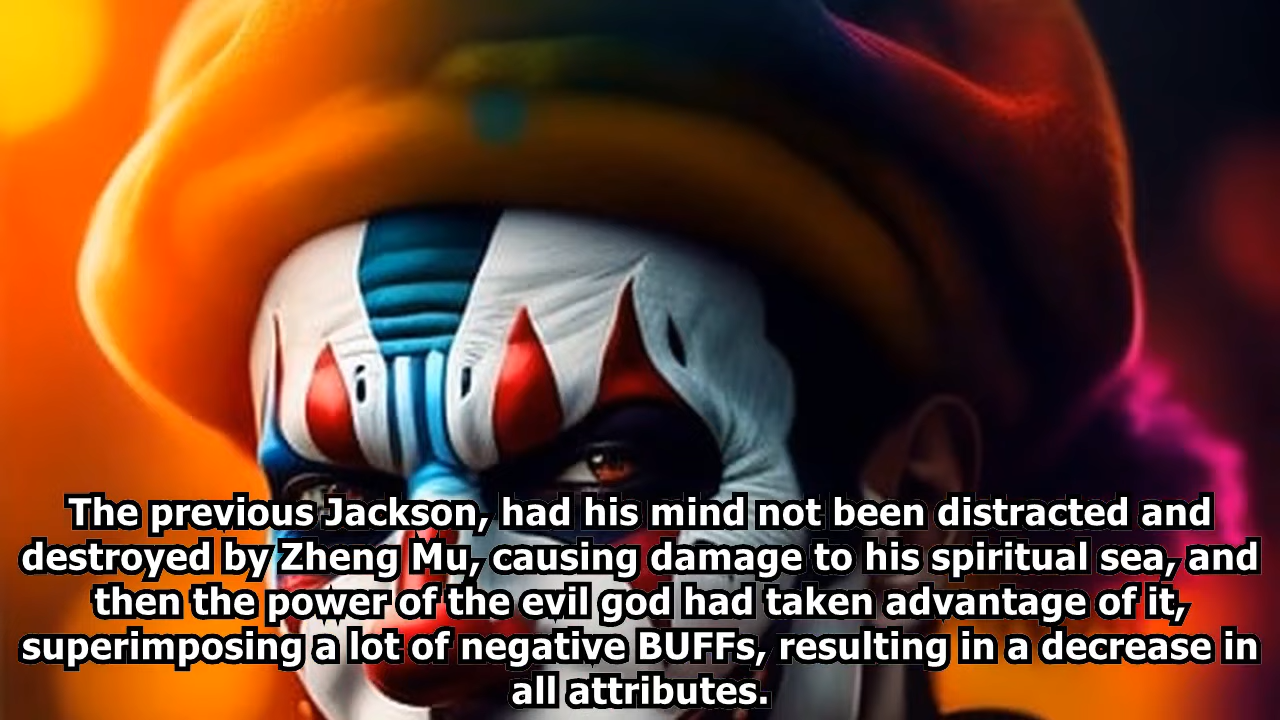 The previous Jackson, had his mind not been distracted and
destroyed by Zheng Mu, causing damage to his spiritual sea, and
then the power of the evil god had taken advantage of it,
superimposing a lot of negative BUFFs, resulting in a decrease in
all attributes.